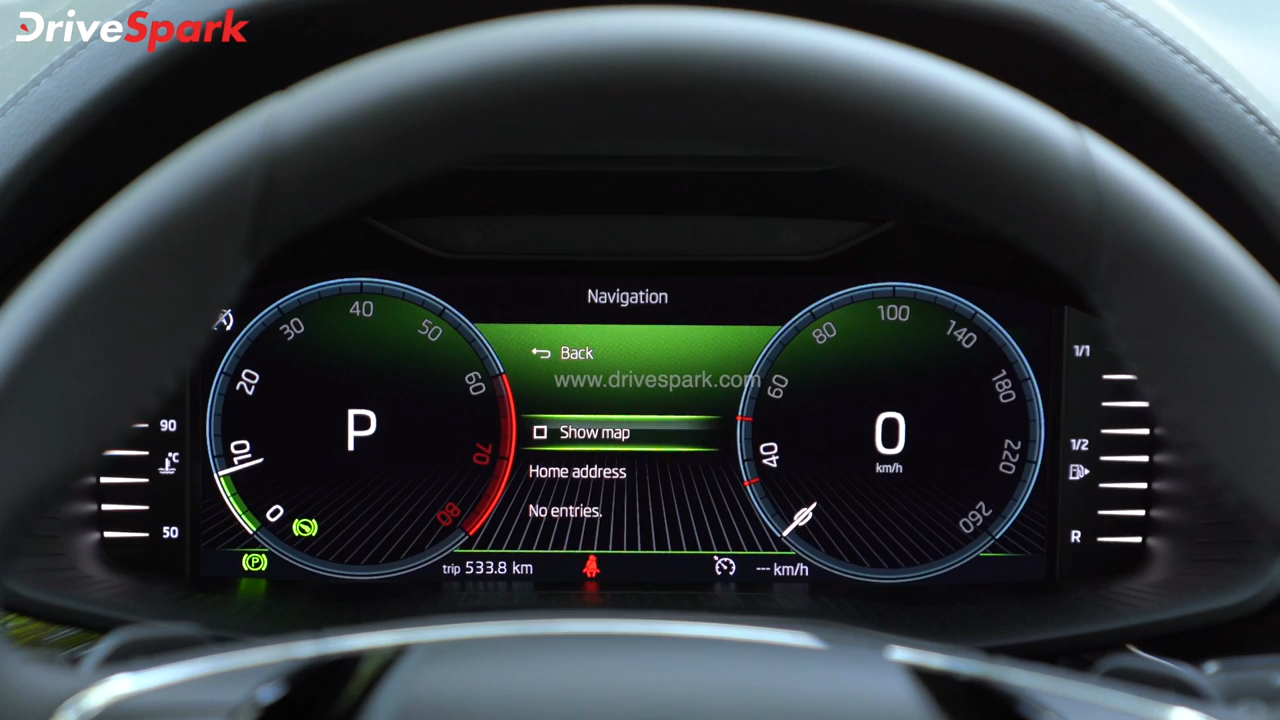 DriveSpark
Navigation
Back
www.drivespark.com
Show map
Home address
No entries.
trip 533.8 km
--- km/h
P
0 10 20 30 40 50 60 70 80
0
km/h
40 60 80 100 140 180 220 260
90
°C
50
1/1
1/2
R
(P)